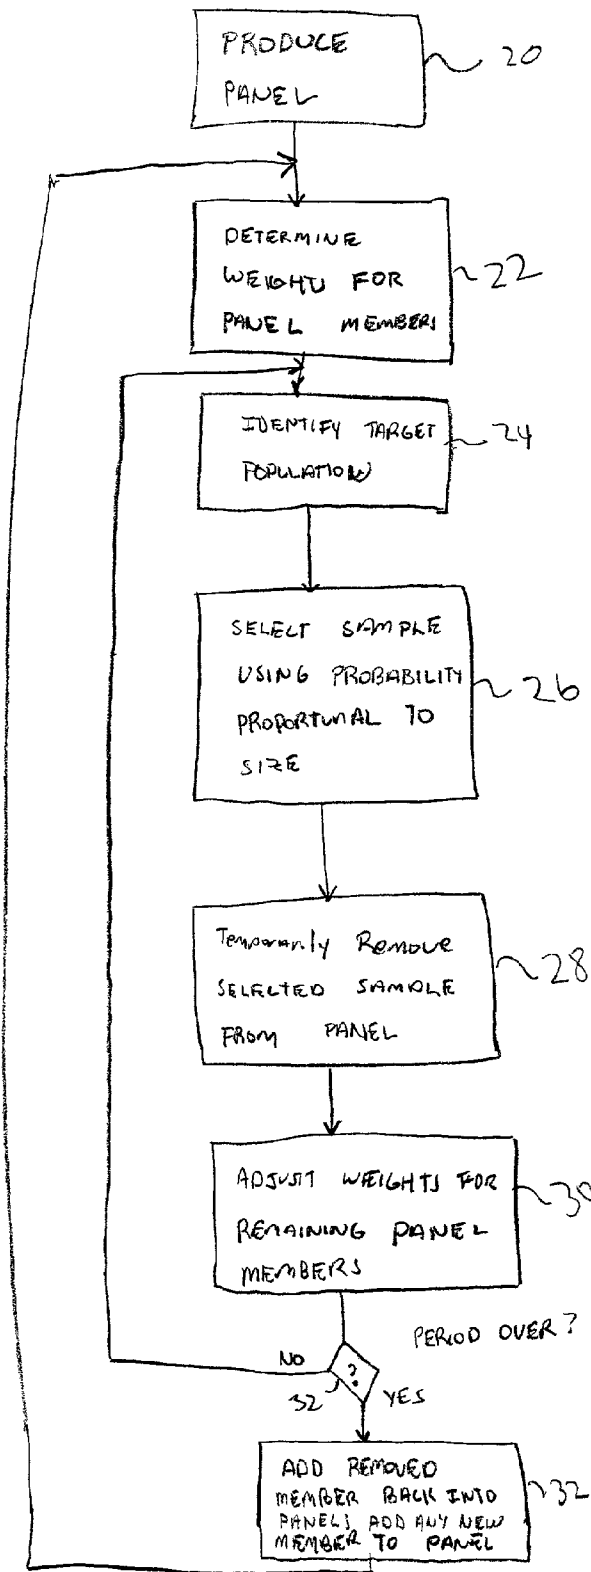 PRODUCE
20
PANEL
DETERMINE
WEIGHTS FOR
22
PANEL MEMBERS
IDENTIFY TARGET
24
POPULATION
SELECT SAMPLE
USING PROBABILITY
26
PROPORTUNAL TO
SIZE
Temporarily Remove
28
SELECTED SAMPLE
FROM PANEL
ADJUST WEIGHTS FOR
30
REMAINING PANEL
MEMBERS
PERIOD OVER?
NO
?
32
YES
ADD REMOVED
MEMBER BACK INTO
32
PANEL; ADD ANY NEW
MEMBER TO PANEL